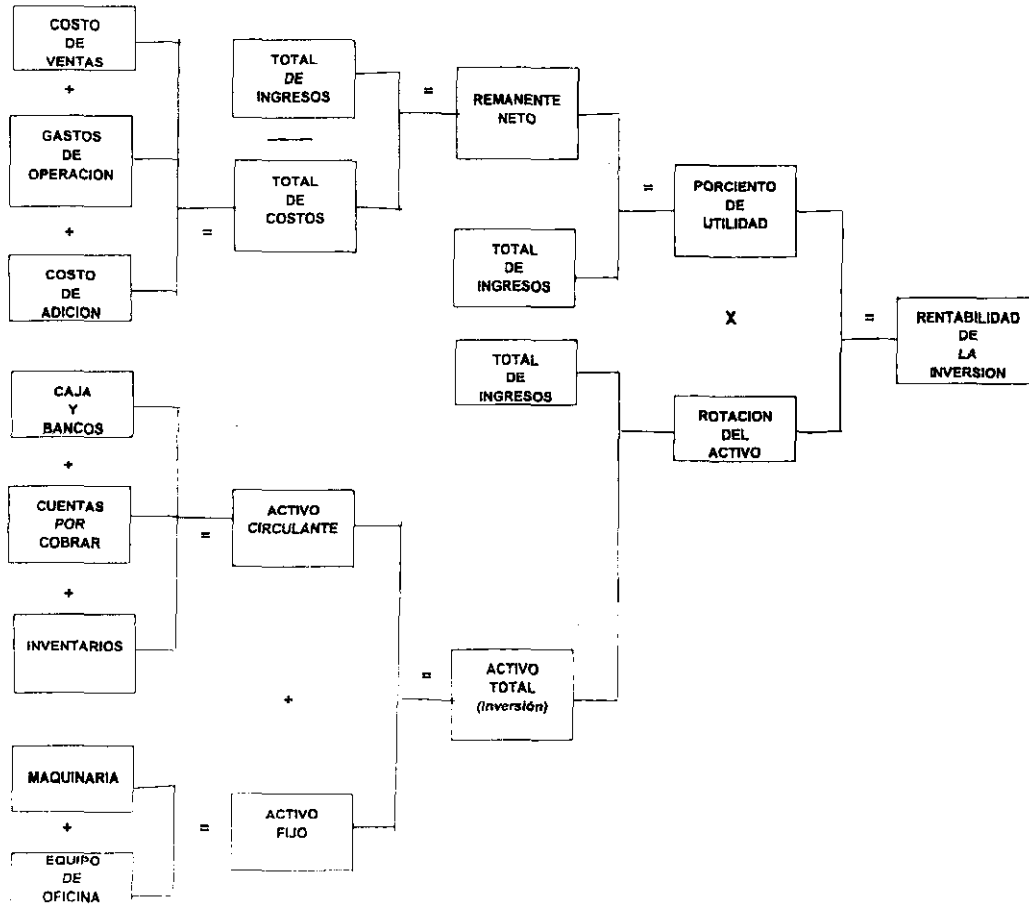 COSTO
DE
VENTAS
+
GASTOS
DE
OPERACION
+
COSTO
DE
ADICION
=
TOTAL
DE
INGRESOS
—
TOTAL
DE
COSTOS
=
REMANENTE
NETO
TOTAL
DE
INGRESOS
=
PORCIENTO
DE
UTILIDAD
X
TOTAL
DE
INGRESOS
ROTACION
DEL
ACTIVO
=
RENTABILIDAD
DE
LA
INVERSION
CAJA
Y
BANCOS
+
CUENTAS
POR
COBRAR
+
INVENTARIOS
=
ACTIVO
CIRCULANTE
+
MAQUINARIA
+
EQUIPO
DE
OFICINA
=
ACTIVO
FIJO
=
ACTIVO
TOTAL
(Inversión)